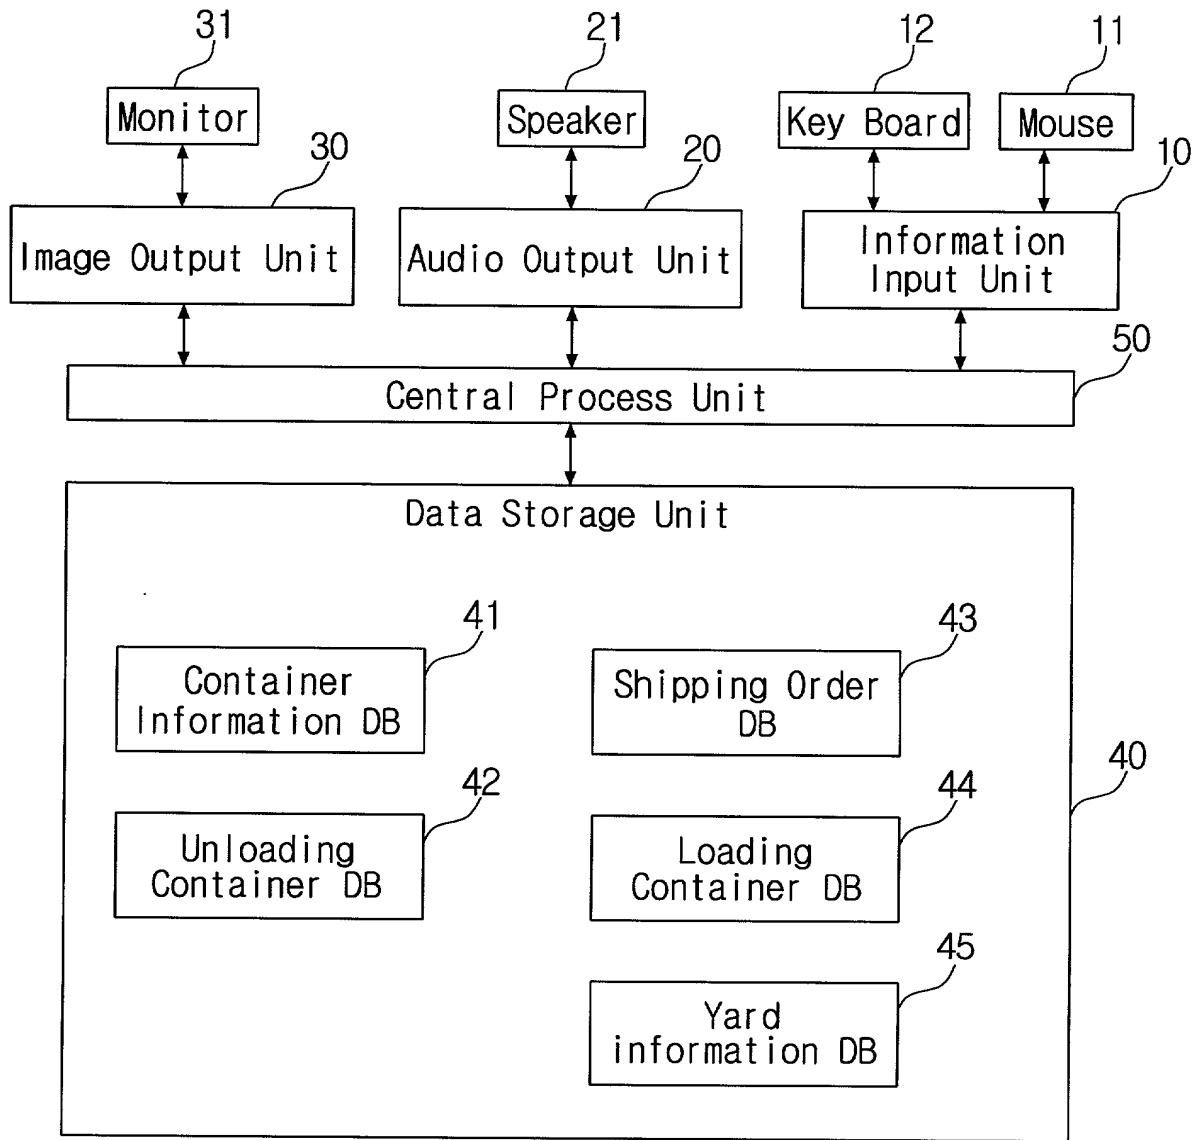 31
21
12
11
Monitor
Speaker
Key Board
Mouse
30
20
10
Image Output Unit
Audio Output Unit
Information
Input Unit
50
Central Process Unit
Data Storage Unit
41
43
Container
Information DB
Shipping Order
DB
40
42
44
Unloading
Container DB
Loading
Container DB
45
Yard
information DB